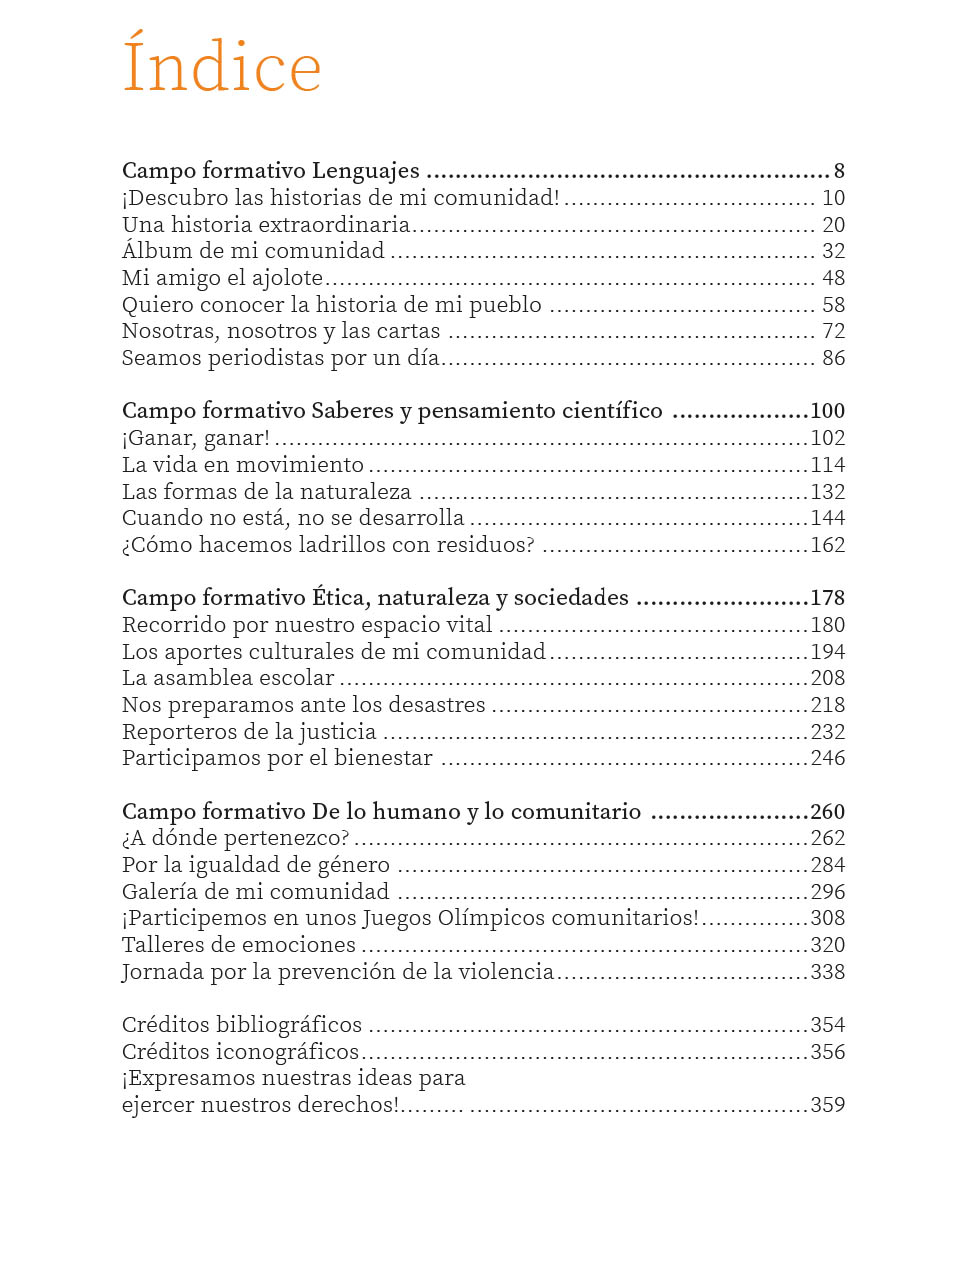 Índice
Campo formativo Lenguajes ........................................................ 8
¡Descubro las historias de mi comunidad! ................................... 10
Una historia extraordinaria........................................................ 20
Álbum de mi comunidad ........................................................... 32
Mi amigo el ajolote.................................................................... 48
Quiero conocer la historia de mi pueblo ..................................... 58
Nosotras, nosotros y las cartas ................................................... 72
Seamos periodistas por un día.................................................... 86
Campo formativo Saberes y pensamiento científico ...................100
¡Ganar, ganar! ..........................................................................102
La vida en movimiento .............................................................114
Las formas de la naturaleza ......................................................132
Cuando no está, no se desarrolla ...............................................144
¿Cómo hacemos ladrillos con residuos? .....................................162
Campo formativo Ética, naturaleza y sociedades ........................178
Recorrido por nuestro espacio vital ...........................................180
Los aportes culturales de mi comunidad ....................................194
La asamblea escolar .................................................................208
Nos preparamos ante los desastres ............................................218
Reporteros de la justicia ...........................................................232
Participamos por el bienestar ...................................................246
Campo formativo De lo humano y lo comunitario ......................260
¿A dónde pertenezco? ...............................................................262
Por la igualdad de género .........................................................284
Galería de mi comunidad .........................................................296
¡Participemos en unos Juegos Olímpicos comunitarios!...............308
Talleres de emociones ..............................................................320
Jornada por la prevención de la violencia...................................338
Créditos bibliográficos .............................................................354
Créditos iconográficos..............................................................356
¡Expresamos nuestras ideas para
ejercer nuestros derechos!......... ...............................................359